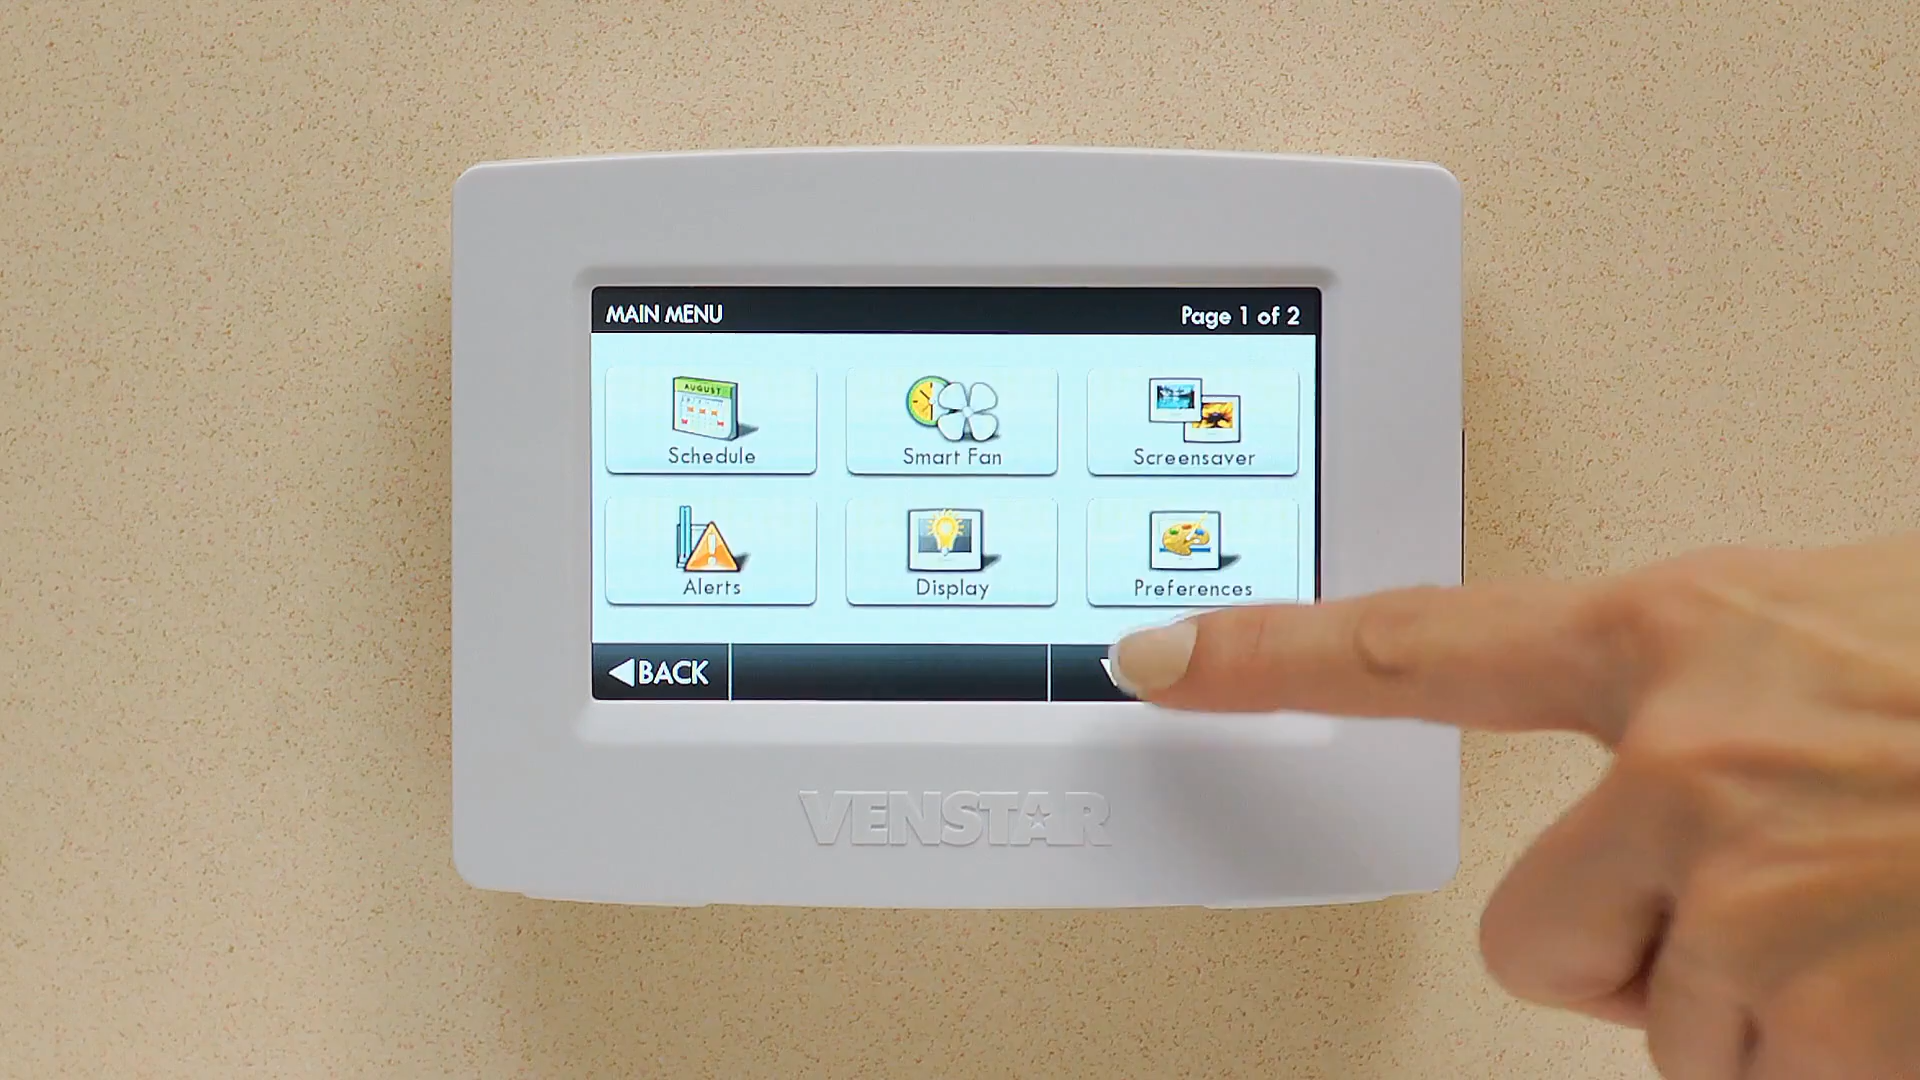 MAIN MENU
Page 1 of 2
AUGUST
Schedule
Smart Fan
Screensaver
Alerts
Display
Preferences
BACK
VENSTAR